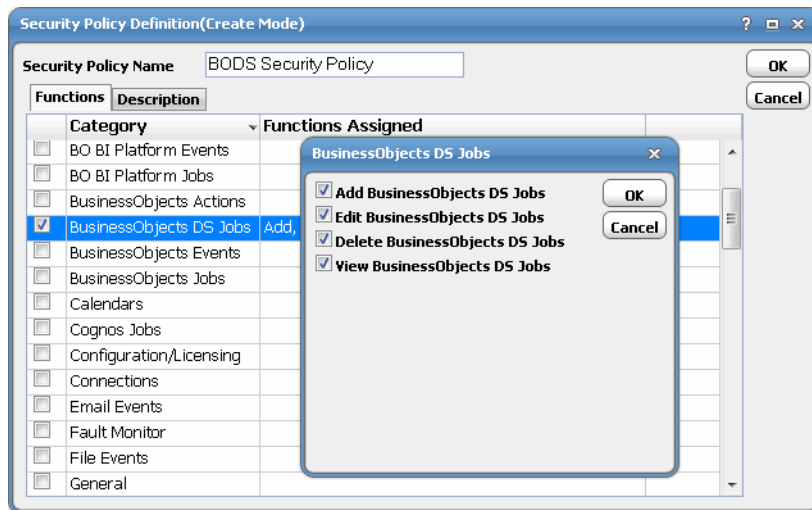 Security Policy Definition(Create Mode)
?
Security Policy Name BODS Security Policy
OK
Cancel
Functions Description
Category Functions Assigned
BO BI Platform Events
BO BI Platform Jobs
BusinessObjects Actions
BusinessObjects DS Jobs Add,
BusinessObjects Events
BusinessObjects Jobs
Calendars
Cognos Jobs
Configuration/Licensing
Connections
Email Events
Fault Monitor
File Events
General
BusinessObjects DS Jobs
Add BusinessObjects DS Jobs
Edit BusinessObjects DS Jobs
Delete BusinessObjects DS Jobs
View BusinessObjects DS Jobs
OK
Cancel